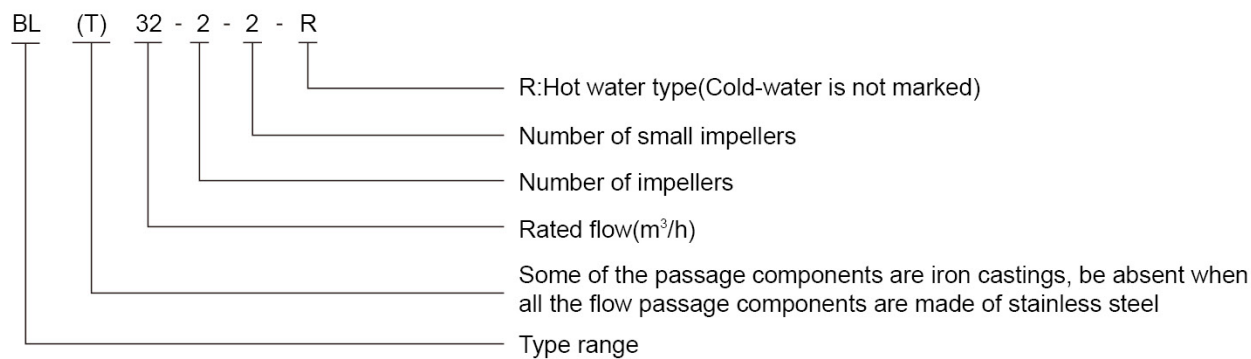 BL (T) 32 - 2 - 2 - R
R:Hot water type(Cold-water is not marked)
Number of small impellers
Number of impellers
Rated flow(m³/h)
Some of the passage components are iron castings, be absent when
all the flow passage components are made of stainless steel
Type range